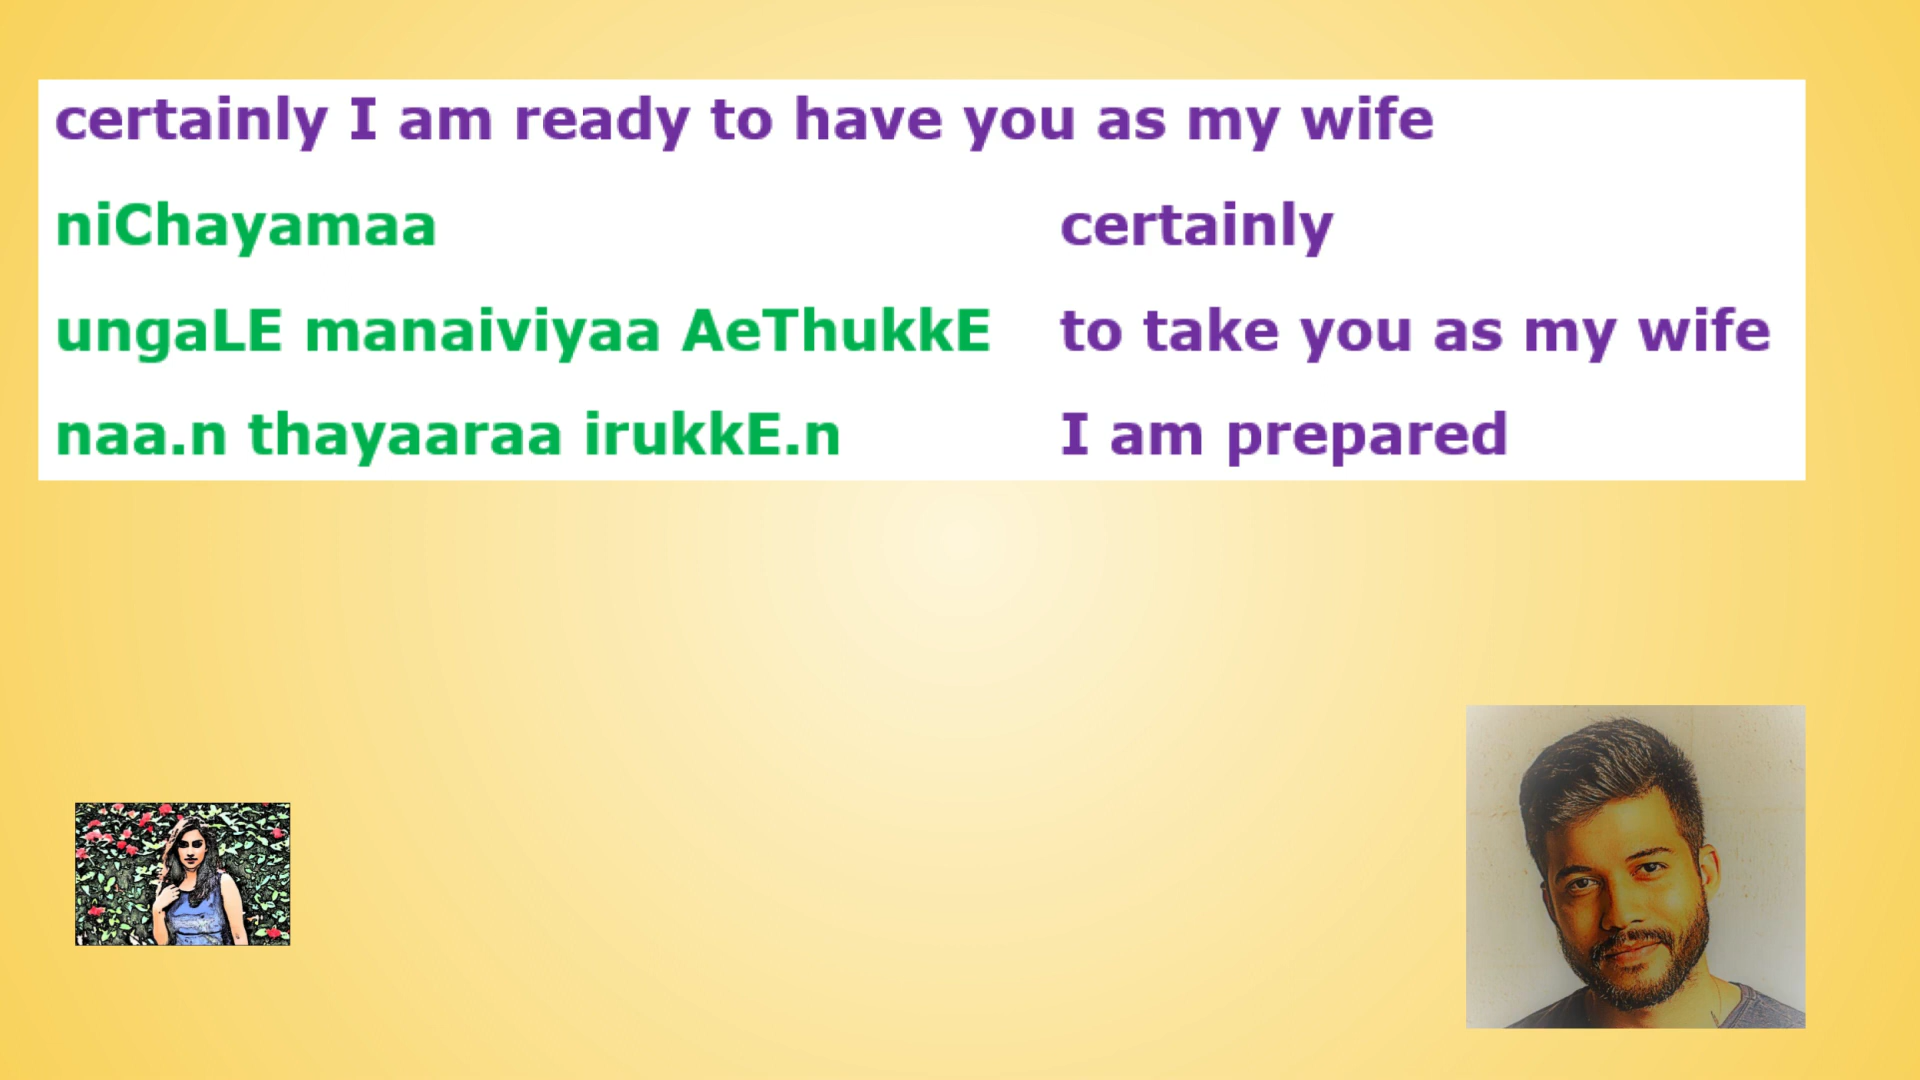 certainly I am ready to have you as my wife
niChayamaa certainly
ungaLE manaiviyaa AeThukkE to take you as my wife
naa.n thayaaraa irukkE.n I am prepared